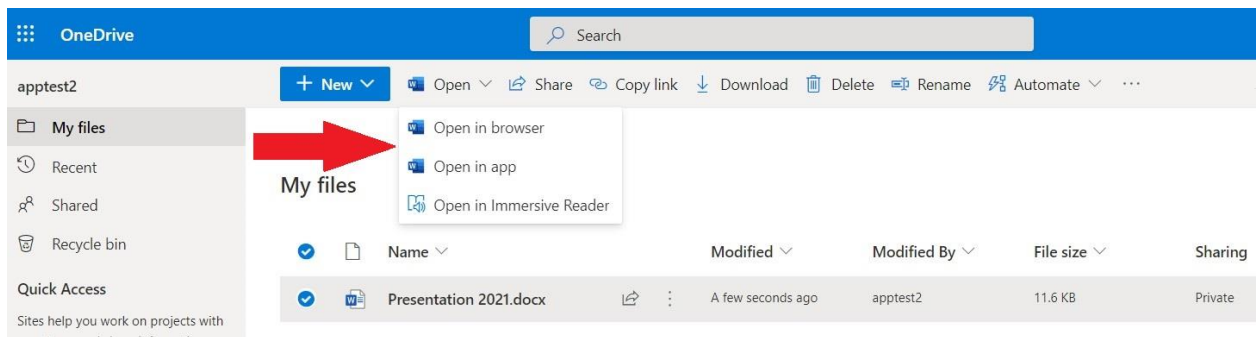 OneDrive
Search
apptest2
New
Open
Share
Copy link
Download
Delete
Rename
Automate
...
My files
Recent
Shared
Recycle bin
Quick Access
Sites help you work on projects with
Open in browser
Open in app
Open in Immersive Reader
My files
Name
Modified
Modified By
File size
Sharing
Presentation 2021.docx
A few seconds ago
apptest2
11.6 KB
Private